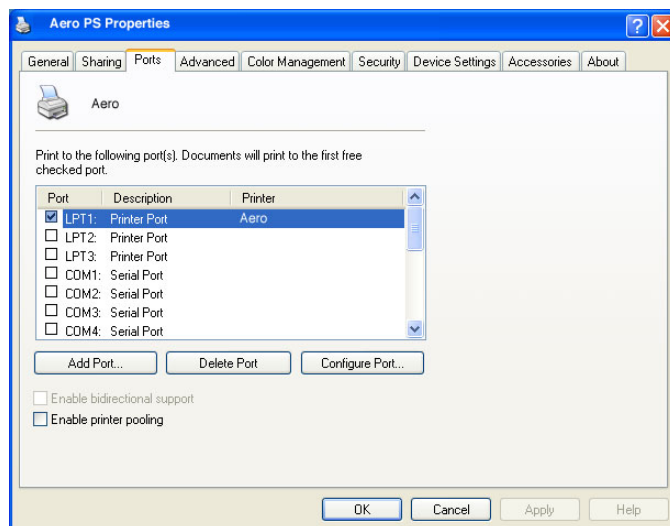 Aero PS Properties
General Sharing Ports Advanced Color Management Security Device Settings Accessories About
Aero
Print to the following port(s). Documents will print to the first free
checked port.
Port Description Printer
LPT1: Printer Port Aero
LPT2: Printer Port
LPT3: Printer Port
COM1: Serial Port
COM2: Serial Port
COM3: Serial Port
COM4: Serial Port
Add Port... Delete Port Configure Port...
Enable bidirectional support
Enable printer pooling
OK Cancel Apply Help